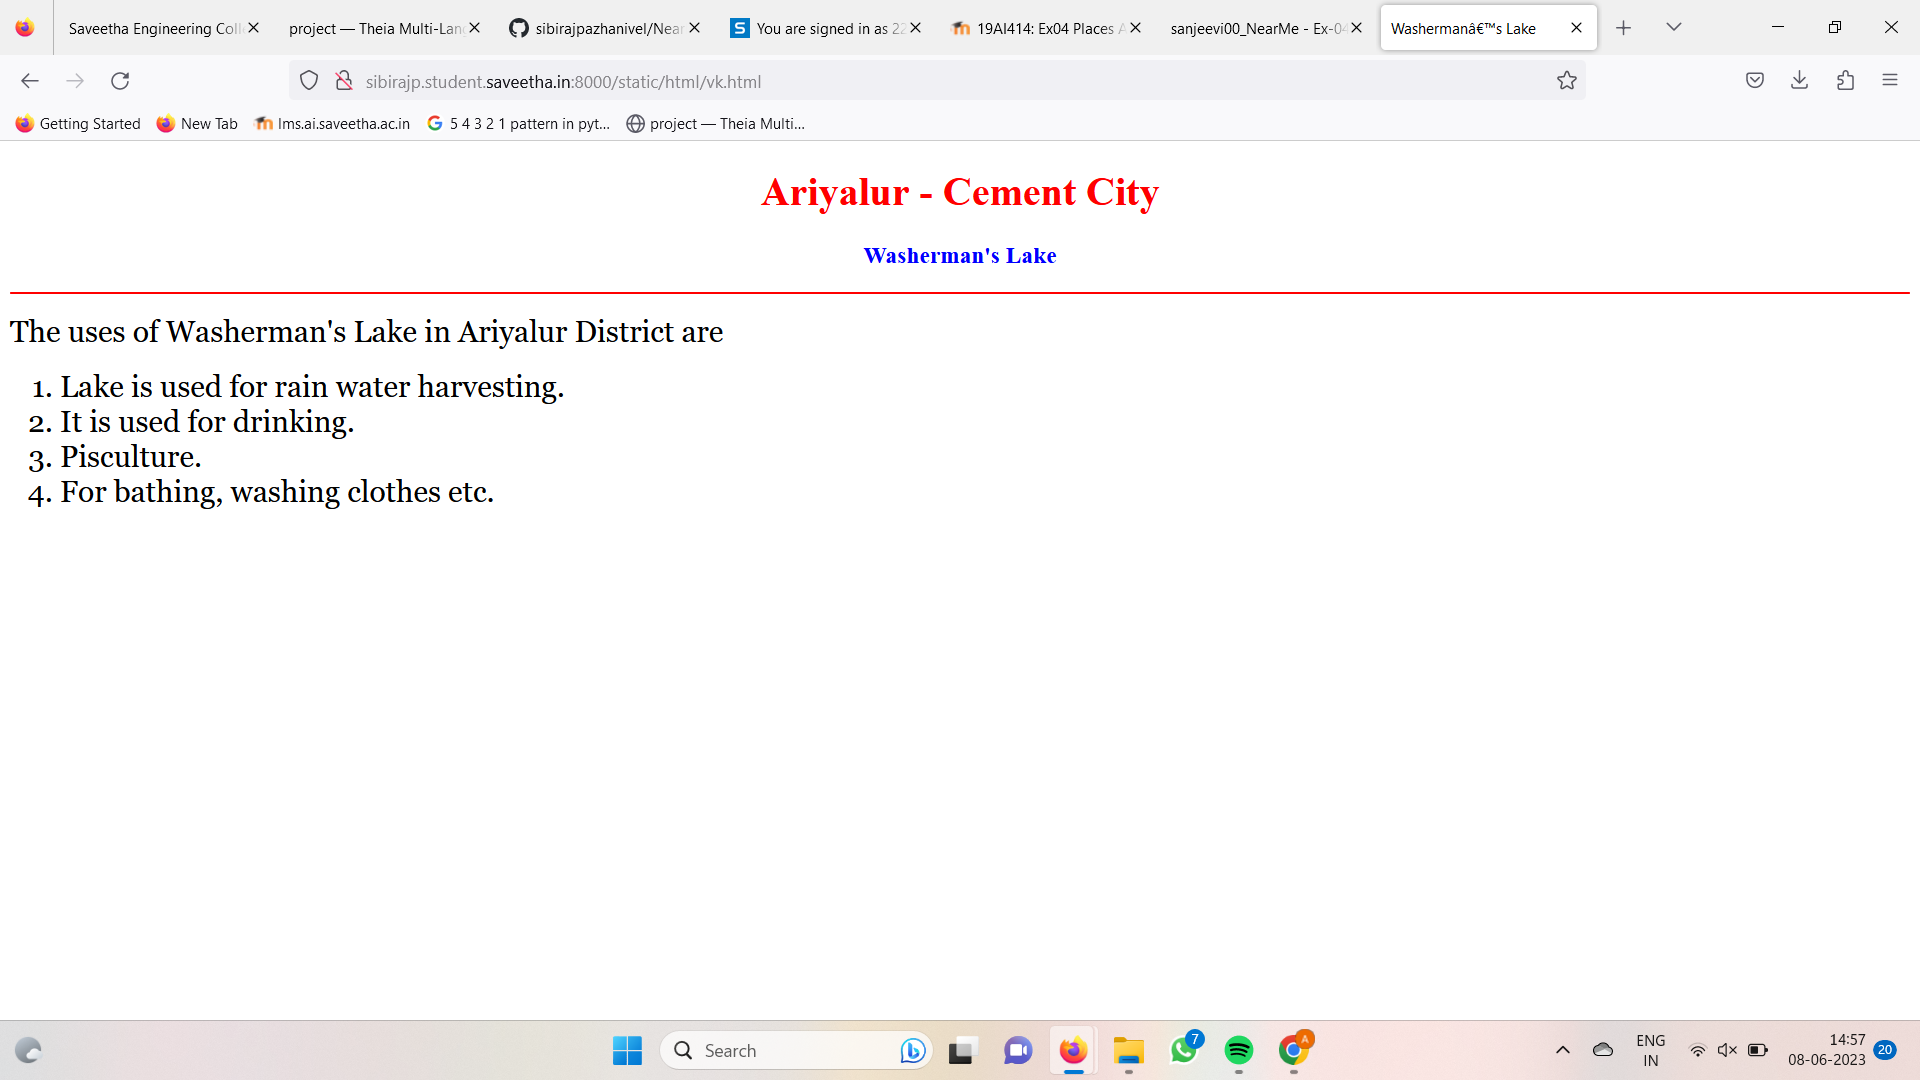 Saveetha Engineering Coll
project — Theia Multi-Lang
sibirajpazhanivel/Near
You are signed in as 22
19AI414: Ex04 Places A
sanjeevi00_NearMe - Ex-04
Washermanâ€™s Lake
sibirajp.student.saveetha.in:8000/static/html/vk.html
Getting Started
New Tab
lms.ai.saveetha.ac.in
5 4 3 2 1 pattern in pyt...
project — Theia Multi...
Ariyalur - Cement City
Washerman's Lake
The uses of Washerman's Lake in Ariyalur District are
1. Lake is used for rain water harvesting.
2. It is used for drinking.
3. Pisculture.
4. For bathing, washing clothes etc.
Search
7
A
ENG
IN
14:57
08-06-2023
20